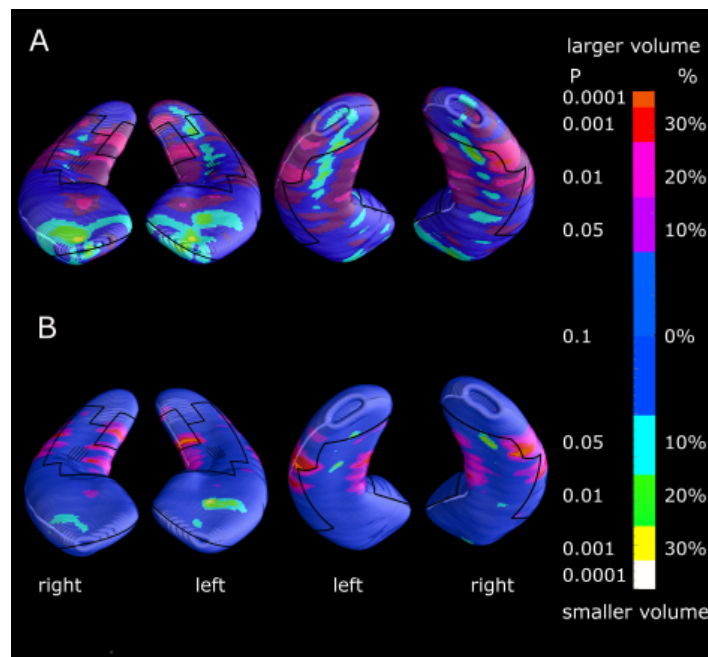 A
larger volume
P %
0.0001
0.001 30%
0.01 20%
0.05 10%
0.1 0%
0.05 10%
0.01 20%
0.001 30%
0.0001
smaller volume
B
right left left right